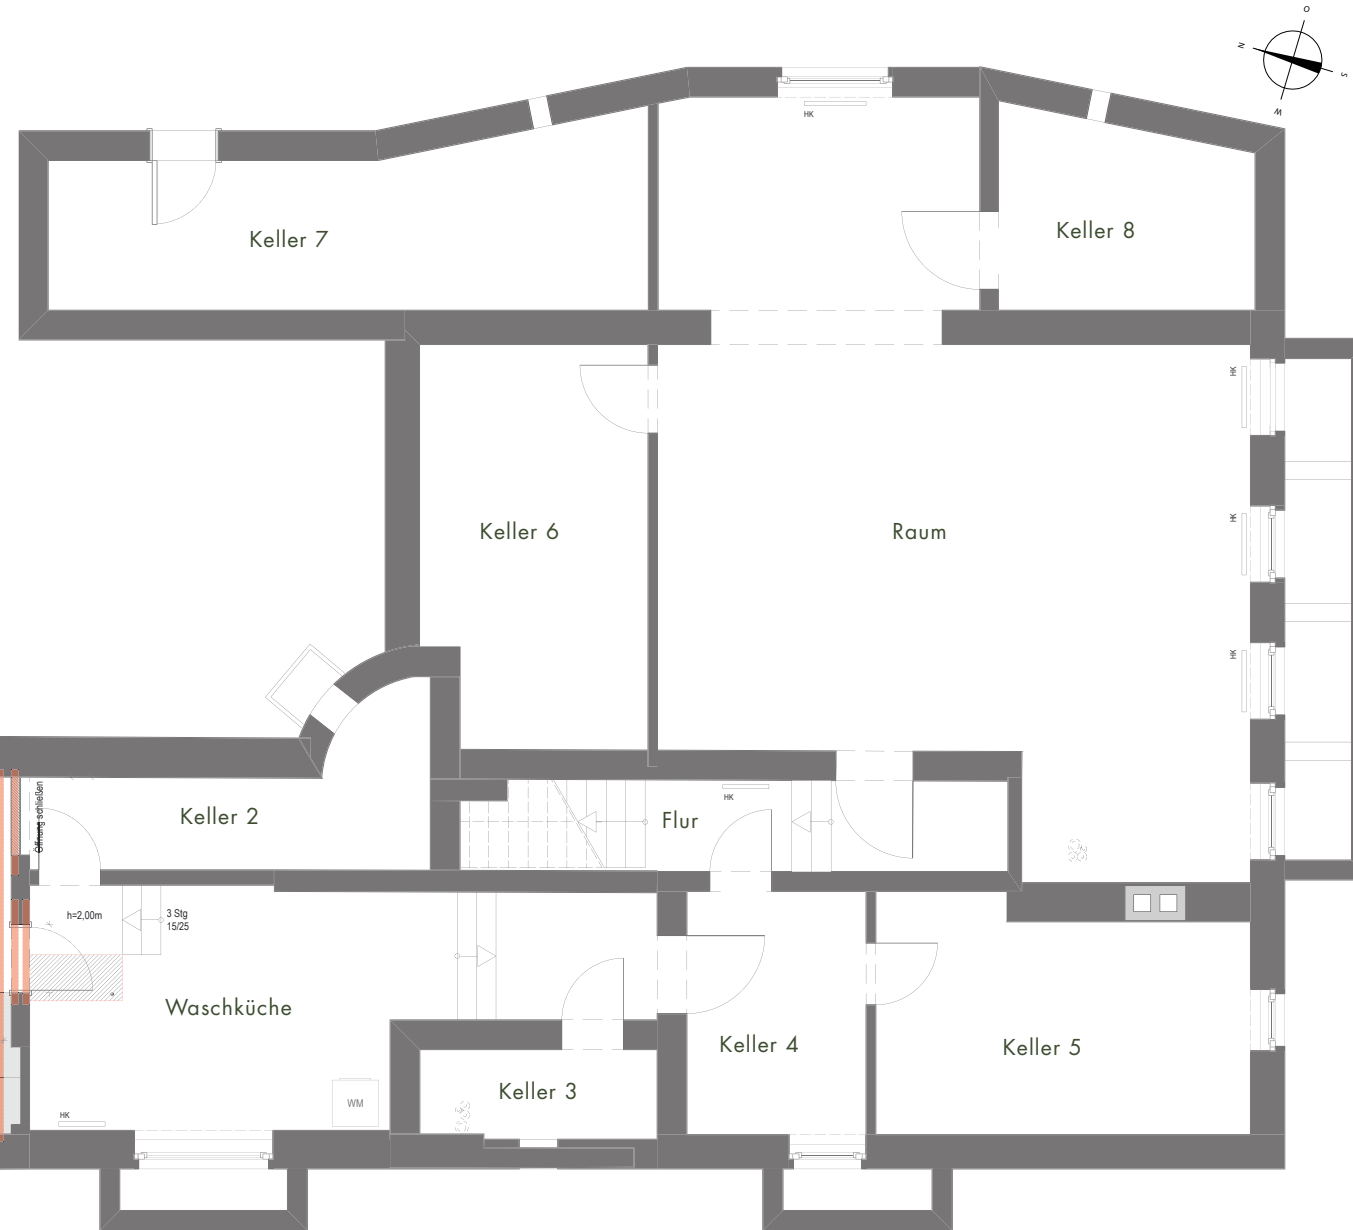 O
N
S
W
HK
Keller 7
Keller 8
HK
Keller 6
Raum
HK
HK
Öffnung schließen
Keller 2
HK
Flur
h=2,00m
3 Stg
15/25
Waschküche
Keller 4
Keller 5
Keller 3
WM
HK